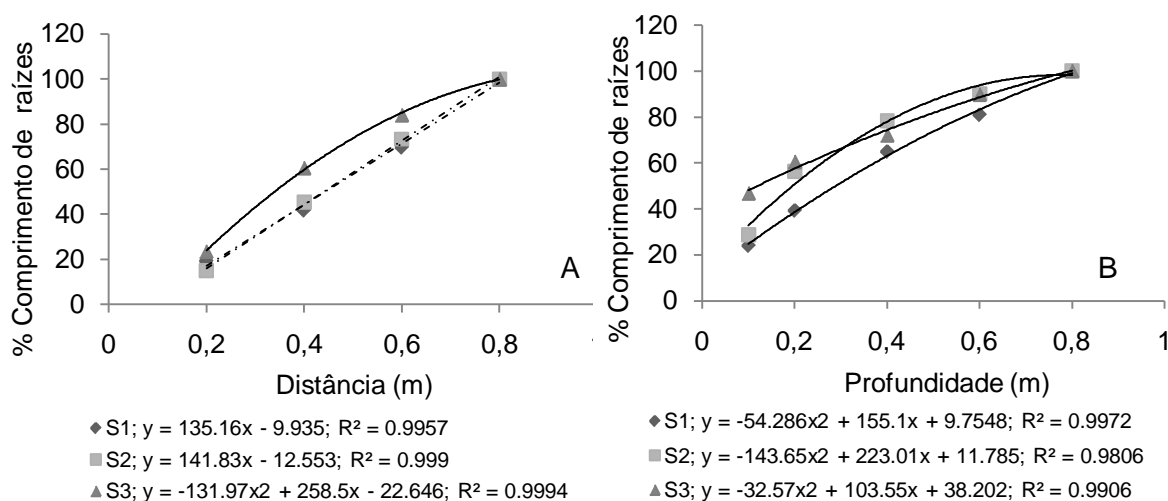 % Comprimento de raízes
120
100
80
60
40
20
0
0 0,2 0,4 0,6 0,8
Distância (m)
A
S1; y = 135.16x - 9.935; R² = 0.9957
S2; y = 141.83x - 12.553; R² = 0.999
S3; y = -131.97x2 + 258.5x - 22.646; R² = 0.9994
% Comprimento de raízes
120
100
80
60
40
20
0
0 0,2 0,4 0,6 0,8 1
Profundidade (m)
B
S1; y = -54.286x2 + 155.1x + 9.7548; R² = 0.9972
S2; y = -143.65x2 + 223.01x + 11.785; R² = 0.9806
S3; y = -32.57x2 + 103.55x + 38.202; R² = 0.9906